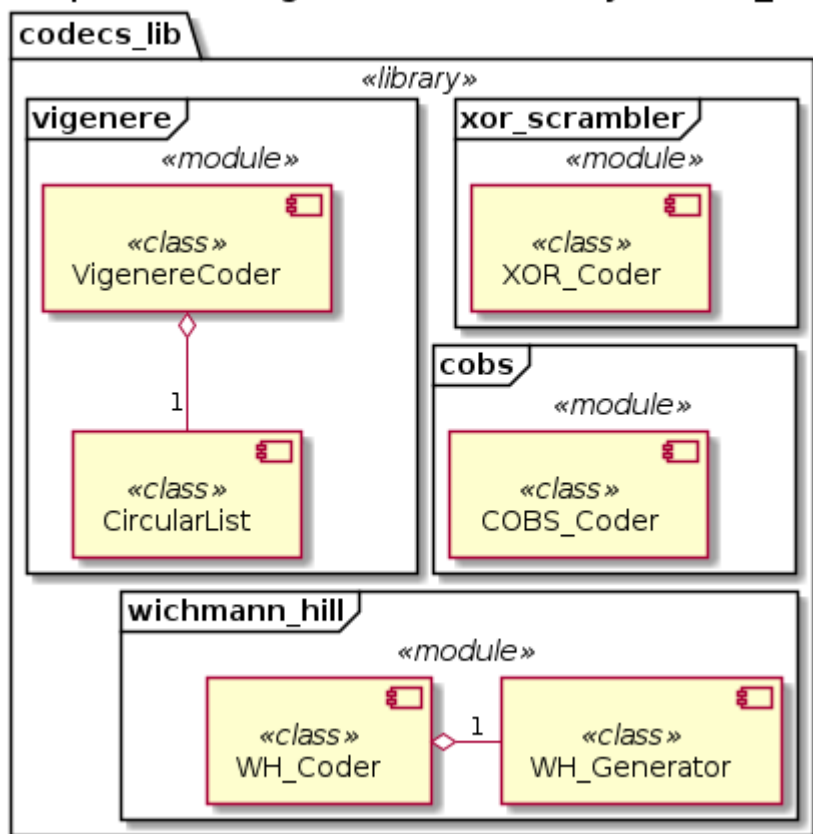 codecs_lib
«library»
vigenere
«module»
«class»
VigenereCoder
1
«class»
CircularList
xor_scrambler
«module»
«class»
XOR_Coder
cobs
«module»
«class»
COBS_Coder
wichmann_hill
«module»
«class»
WH_Coder
1
«class»
WH_Generator